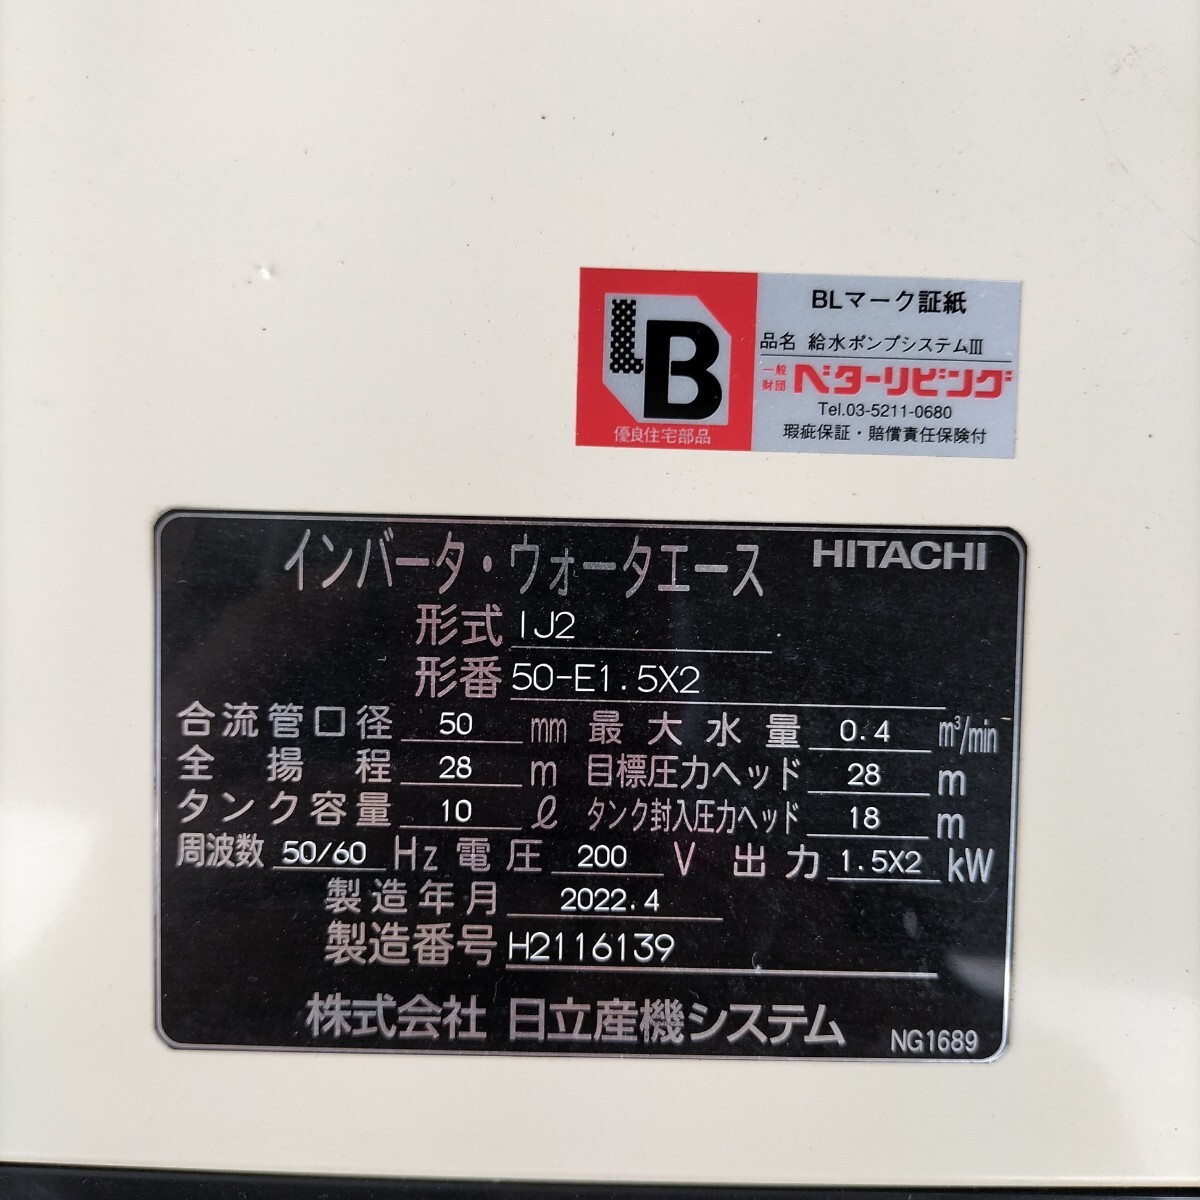 BLマーク証紙
品名 給水ポンプシステムⅢ
一般財団 ベターリビング
Tel.03-5211-0680
瑕疵保証・賠償責任保険付
LB
優良住宅部品
インバータ・ウォータエース HITACHI
形式 IJ2
形番 50-E1.5X2
合流管口径 50 mm 最大水量 0.4 m³/min
全揚程 28 m 目標圧力ヘッド 28 m
タンク容量 10 ℓ タンク封入圧力ヘッド 18 m
周波数 50/60 Hz 電圧 200 V 出力 1.5X2 kW
製造年月 2022.4
製造番号 H2116139
株式会社 日立産機システム NG1689